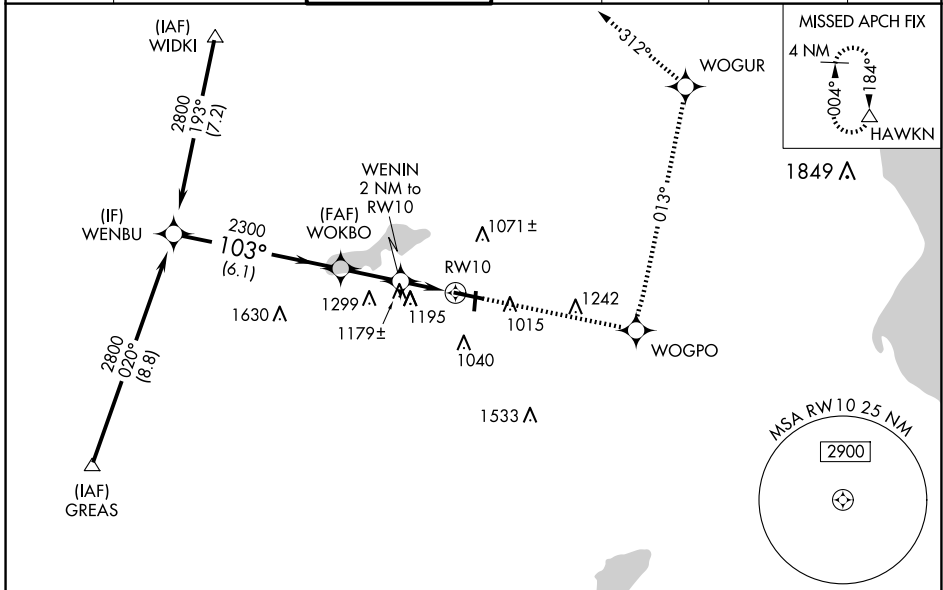 (IAF)
WIDKI
2800
193°
(7.2)
312°
WOGUR
MISSED APCH FIX
4 NM
004°
184°
HAWKN
1849
013°
WENIN
2 NM to
RW10
(IF)
WENBU
2300
103°
(6.1)
(FAF)
WOKBO
1071±
RW10
1630
1299
1179±
1195
1015
1242
1040
WOGPO
2800
020°
(8.8)
1533
(IAF)
GREAS
MSA RW10 25 NM
2900